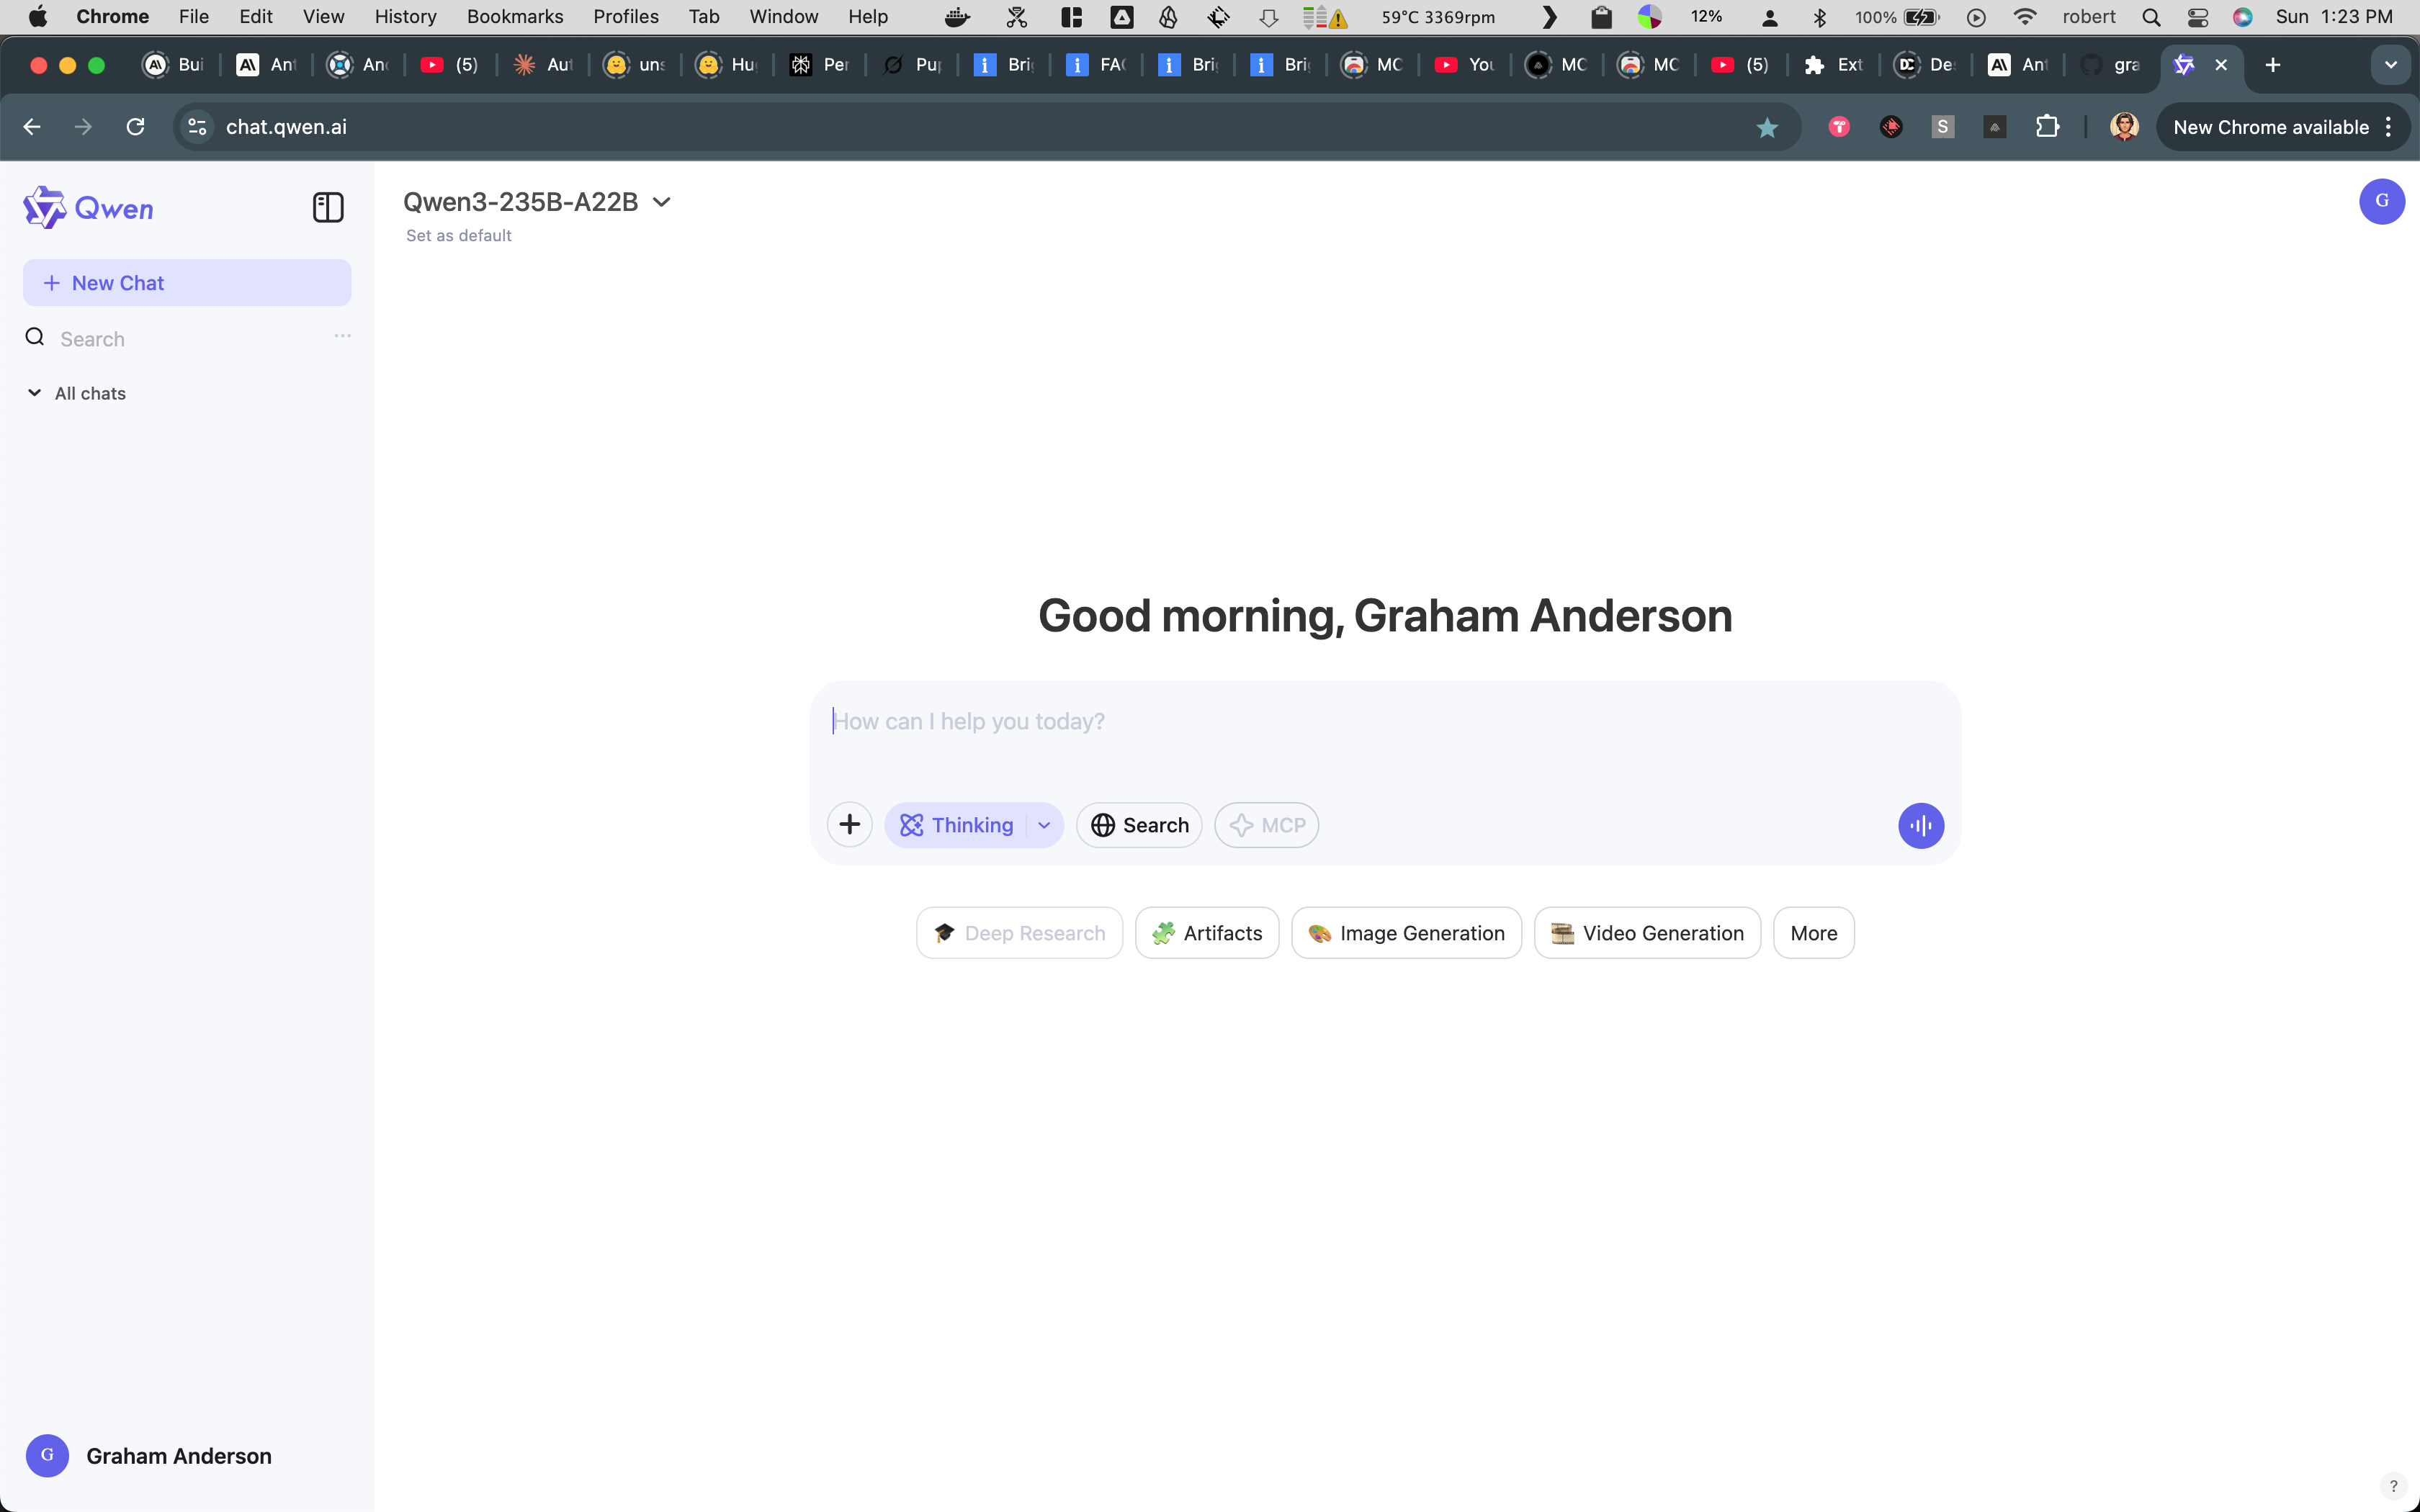 Chrome File Edit View History Bookmarks Profiles Tab Window Help 59°C 3369rpm 12% 100% robert Sun 1:23 PM
Bui Ant And (5) Aut uns Hu Per Pup Bri FAC Bri Bri MC You MC MC (5) Ext De Ant gra
chat.qwen.ai S New Chrome available
Qwen
Qwen3-235B-A22B
G
Set as default
New Chat
Search
All chats
Good morning, Graham Anderson
How can I help you today?
Thinking Search MCP
Deep Research Artifacts Image Generation Video Generation More
G Graham Anderson
?